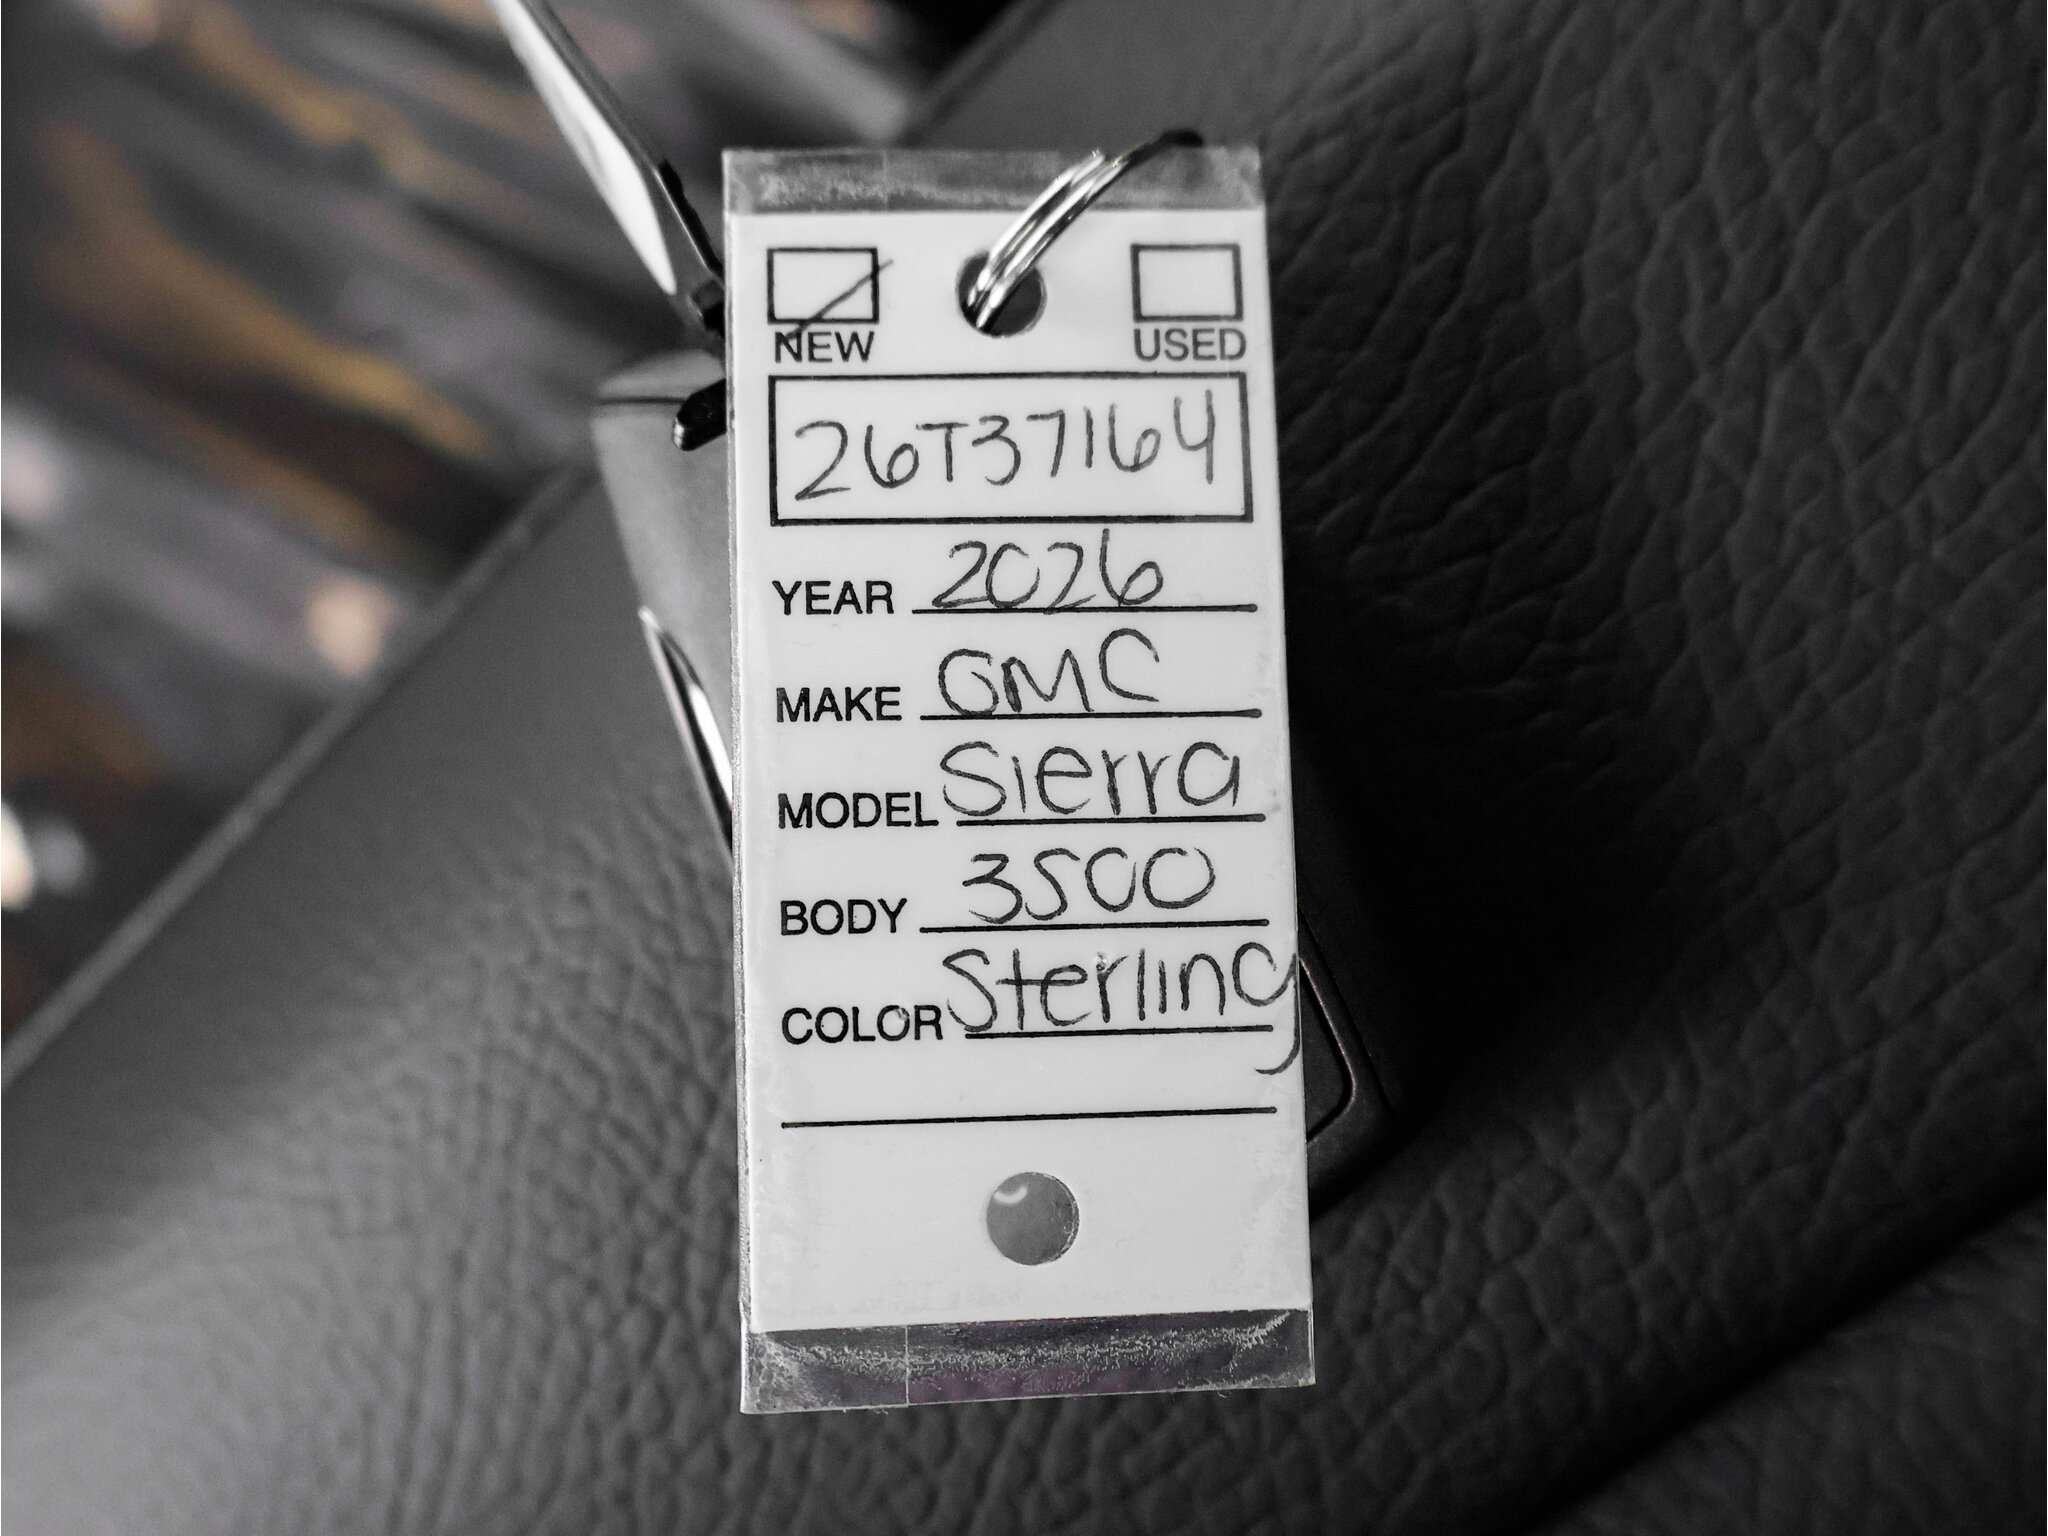 NEW USED
26T37164
YEAR 2026
MAKE GMC
MODEL Sierra
BODY 3500
COLOR Sterling